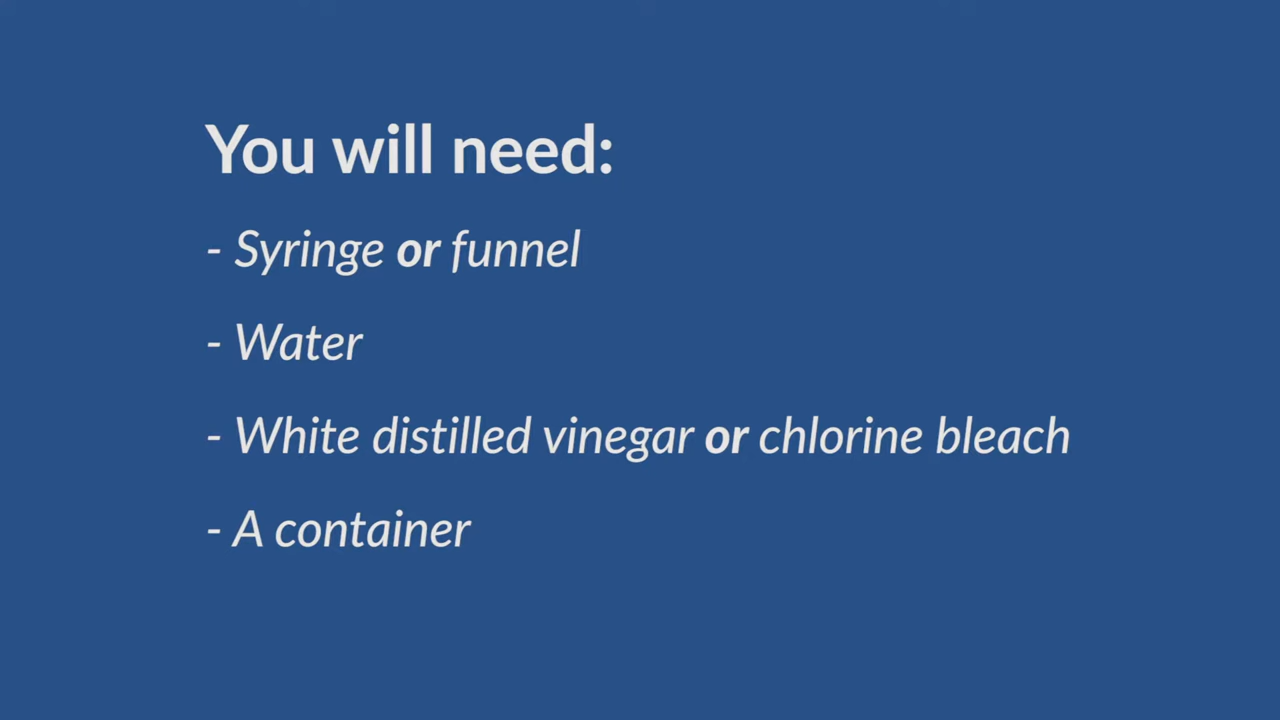 You will need:
- Syringe or funnel
- Water
- White distilled vinegar or chlorine bleach
- A container